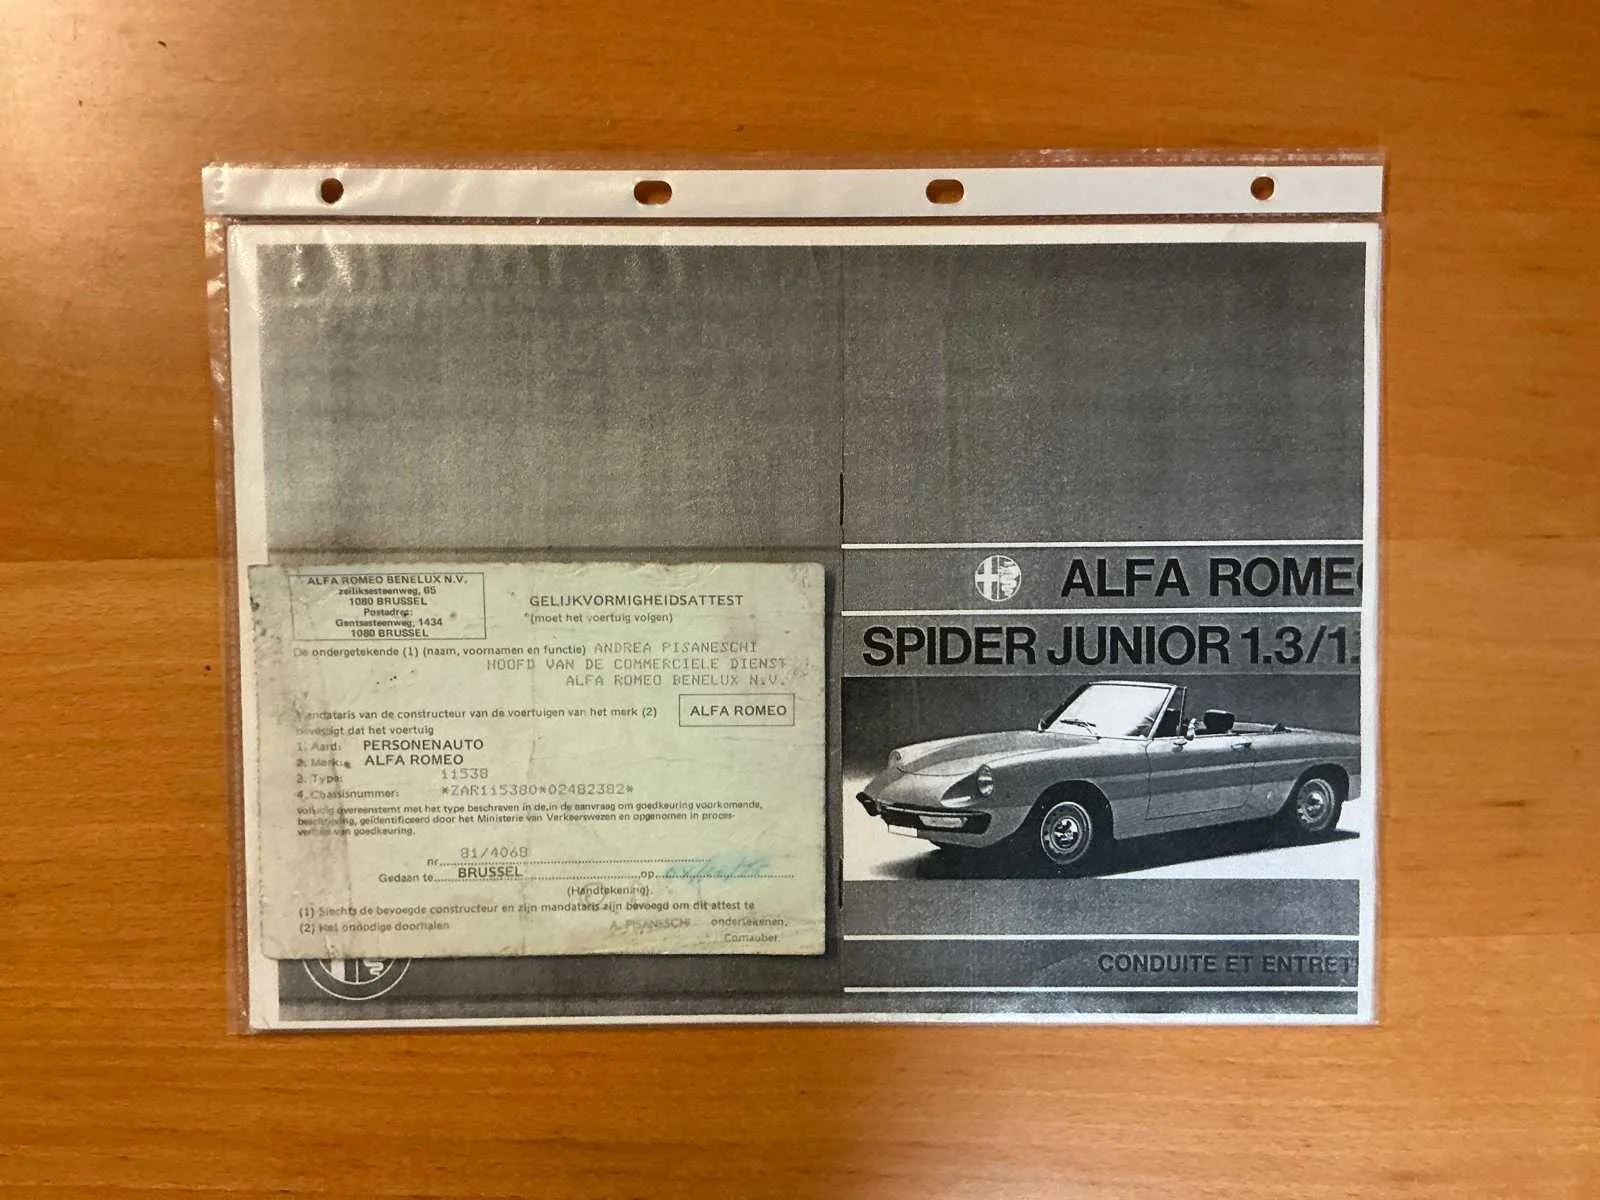 ALFA ROMEO BENELUX N.V.
zelliksesteenweg, 65
1080 BRUSSEL
Postadres:
Gentsesteenweg, 1434
1080 BRUSSEL
GELIJKVORMIGHEIDSATTEST
(moet het voertuig volgen)
De ondergetekende (1) (naam, voornamen en functie) ANDREA PISANESCHI
HOOFD VAN DE COMMERCIELE DIENST
ALFA ROMEO BENELUX N.V.
Mandataris van de constructeur van de voertuigen van het merk (2)
ALFA ROMEO
bevestigt dat het voertuig
1. Aard: PERSONENAUTO
2. Merk: ALFA ROMEO
3. Type: 11538
4. Chassisnummer: *ZAR115380*02482382*
volledig overeenstemt met het type beschreven in de, in de aanvraag om goedkeuring voorkomende,
beschrijving, geïdentificeerd door het Ministerie van Verkeerswezen en opgenomen in proces-
verbaal van goedkeuring.
nr. 81/4068
Gedaan te BRUSSEL, op
(Handtekening).
(1) Slechts de bevoegde constructeur en zijn mandataris zijn bevoegd om dit attest te
ondertekenen.
(2) Het onnodige doorhalen
A. PISANESCHI
Comauber.
ALFA ROMEO
SPIDER JUNIOR 1.3/1.
CONDUITE ET ENTRET